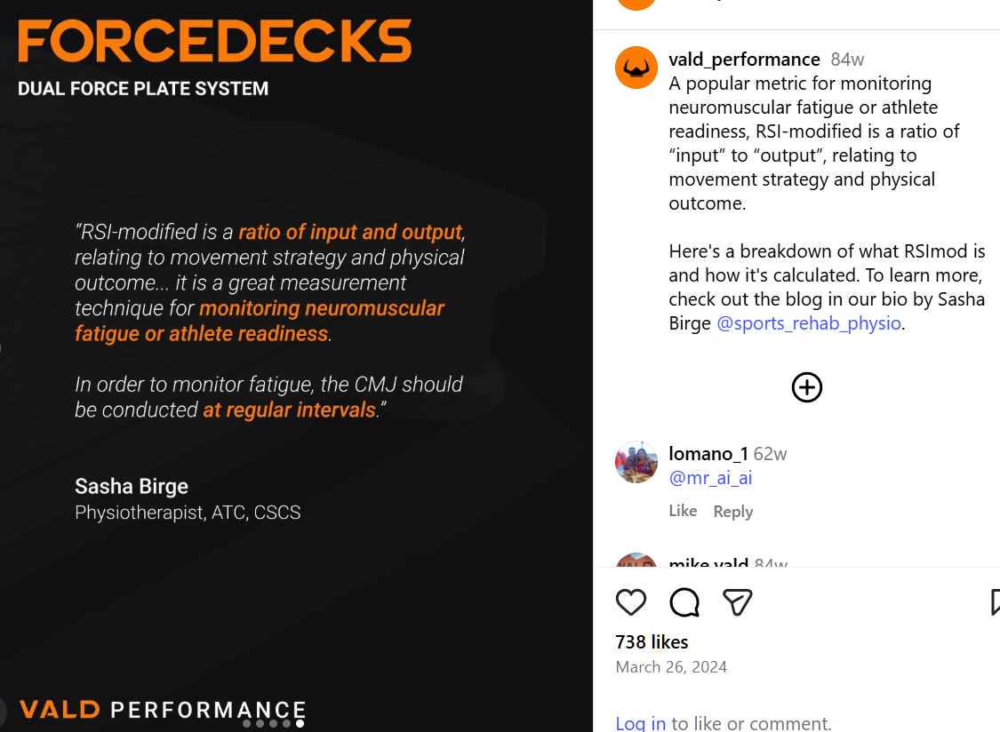 FORCEDECKS
DUAL FORCE PLATE SYSTEM
“RSI-modified is a ratio of input and output,
relating to movement strategy and physical
outcome... it is a great measurement
technique for monitoring neuromuscular
fatigue or athlete readiness.
In order to monitor fatigue, the CMJ should
be conducted at regular intervals.”
Sasha Birge
Physiotherapist, ATC, CSCS
VALD PERFORMANCE
vald_performance 84w
A popular metric for monitoring
neuromuscular fatigue or athlete
readiness, RSI-modified is a ratio of
“input” to “output”, relating to
movement strategy and physical
outcome.
Here's a breakdown of what RSImod is
and how it's calculated. To learn more,
check out the blog in our bio by Sasha
Birge @sports_rehab_physio.
lomano_1 62w
@mr_ai_ai
Like Reply
mike.vald 84w
738 likes
March 26, 2024
Log in to like or comment.